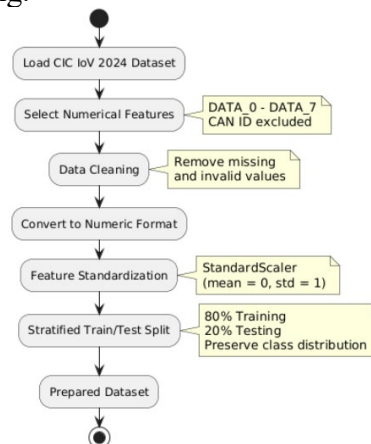 Load CIC IoV 2024 Dataset
Select Numerical Features
DATA_0 - DATA_7
CAN ID excluded
Data Cleaning
Remove missing
and invalid values
Convert to Numeric Format
Feature Standardization
StandardScaler
(mean = 0, std = 1)
Stratified Train/Test Split
80% Training
20% Testing
Preserve class distribution
Prepared Dataset